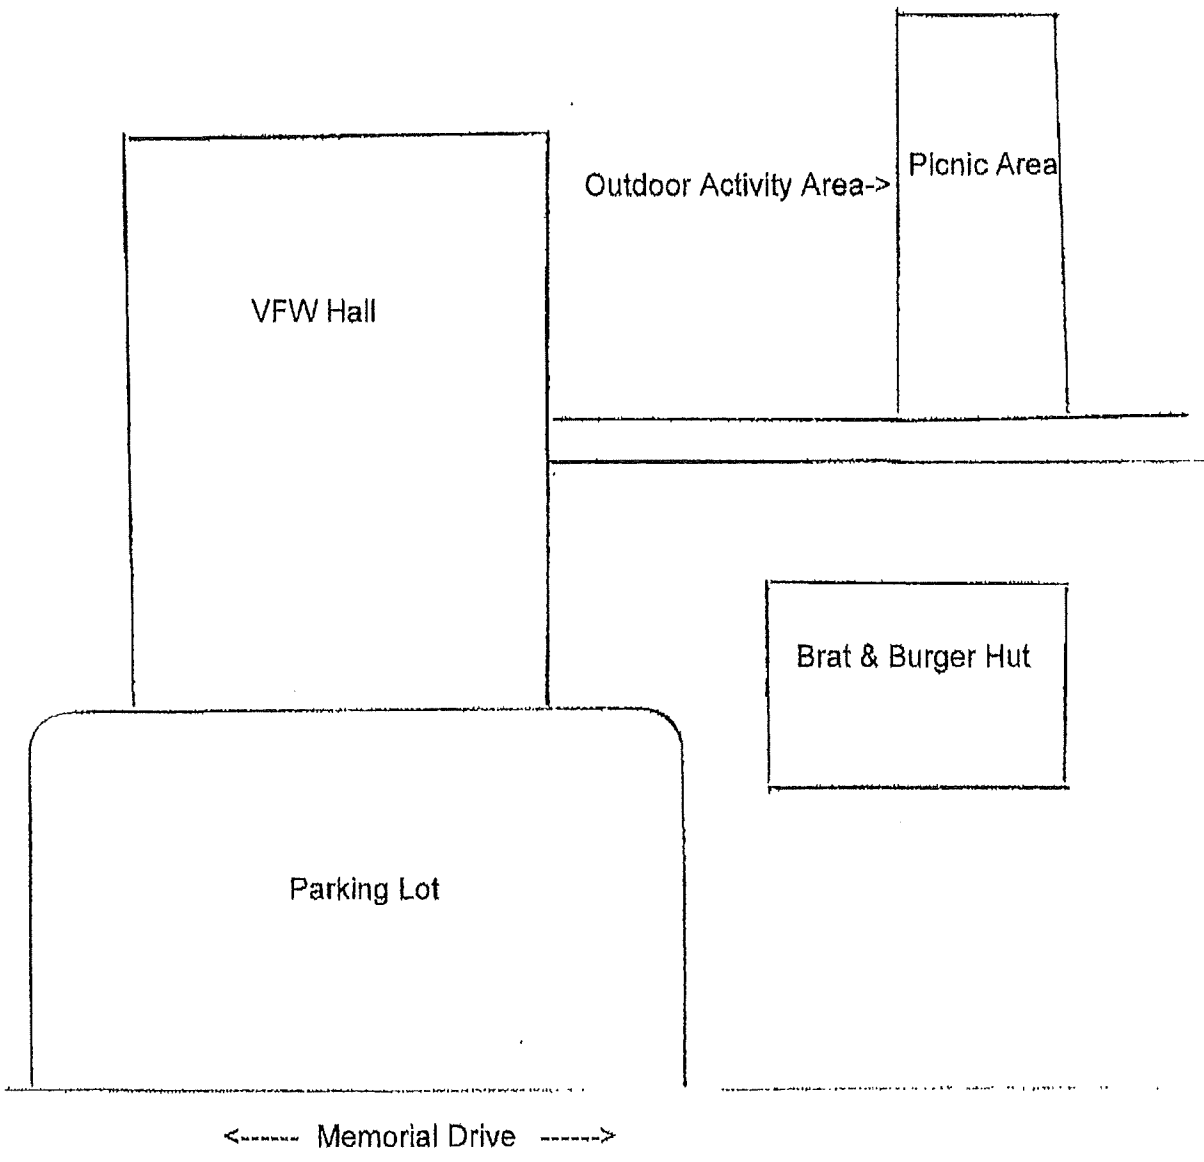 Picnic Area
Outdoor Activity Area->
VFW Hall
Brat & Burger Hut
Parking Lot
<------ Memorial Drive ------>